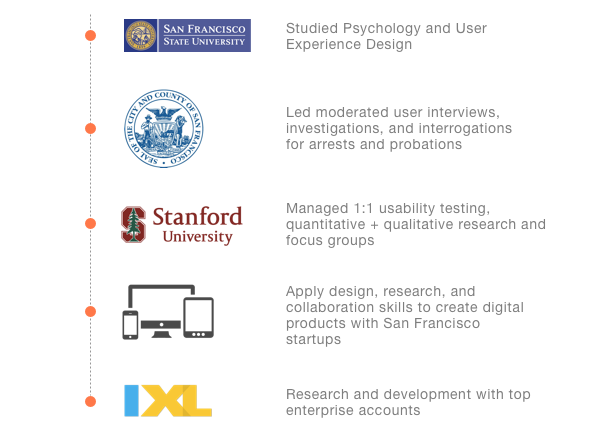 SAN FRANCISCO
STATE UNIVERSITY
Studied Psychology and User
Experience Design
SEAL OF THE CITY AND COUNTY OF SAN FRANCISCO
Led moderated user interviews,
investigations, and interrogations
for arrests and probations
Stanford
University
Managed 1:1 usability testing,
quantitative + qualitative research and
focus groups
Apply design, research, and
collaboration skills to create digital
products with San Francisco
startups
IXL
Research and development with top
enterprise accounts